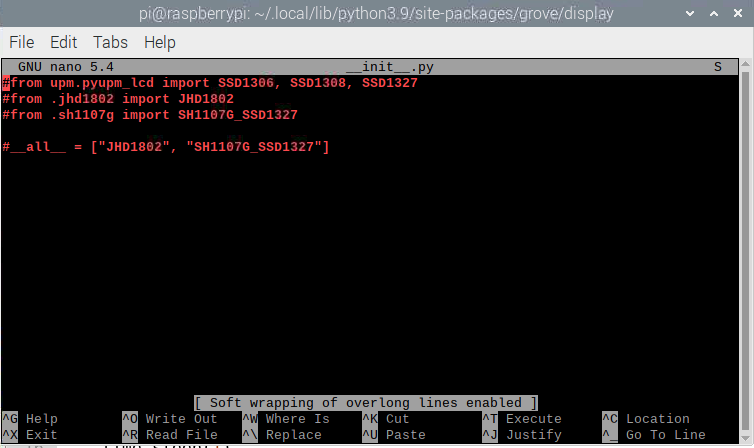 pi@raspberrypi: ~/.local/lib/python3.9/site-packages/grove/display
File Edit Tabs Help
GNU nano 5.4 __init__.py S
#from upm.pyupm_lcd import SSD1306, SSD1308, SSD1327
#from .jhd1802 import JHD1802
#from .sh1107g import SH1107G_SSD1327
#__all__ = ["JHD1802", "SH1107G_SSD1327"]
[ Soft wrapping of overlong lines enabled ]
^G Help ^O Write Out ^W Where Is ^K Cut ^T Execute ^C Location
^X Exit ^R Read File ^\ Replace ^U Paste ^J Justify ^_ Go To Line